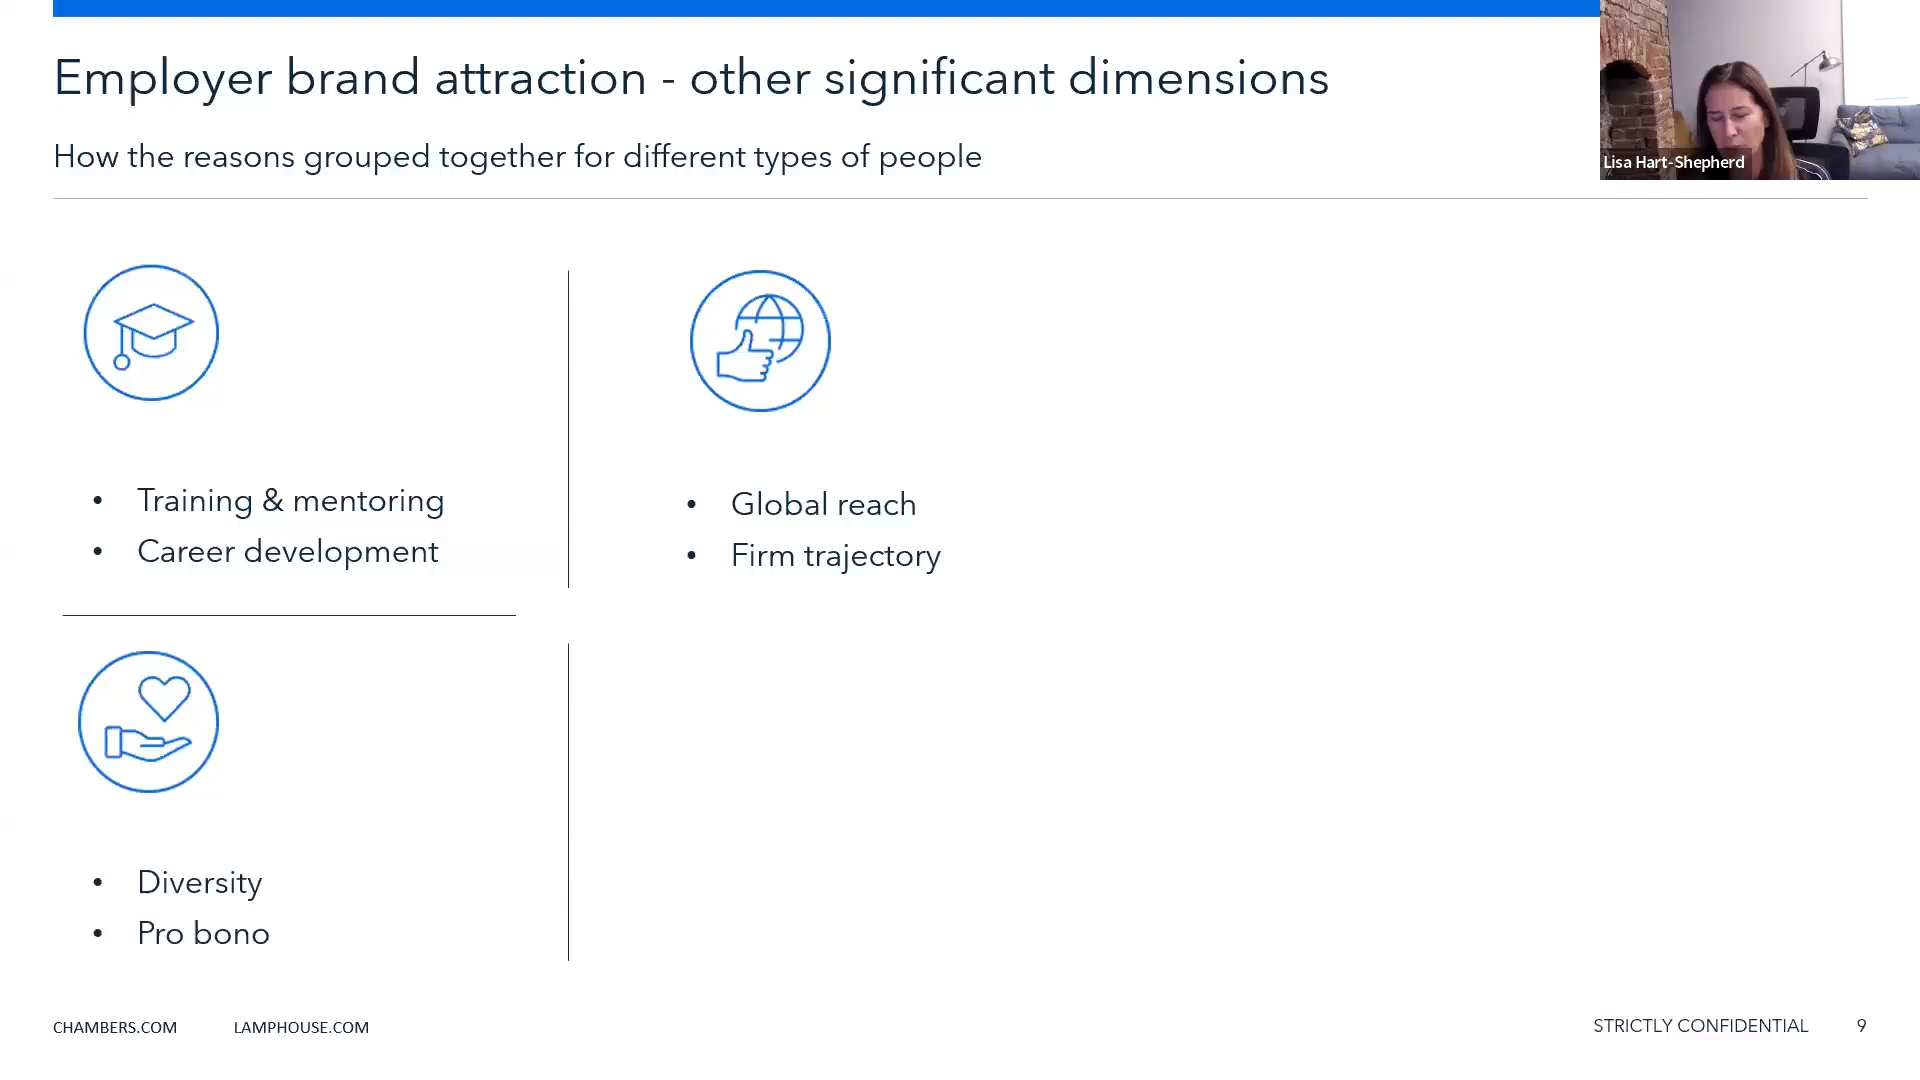 Employer brand attraction - other significant dimensions
How the reasons grouped together for different types of people
Lisa Hart-Shepherd
• Training & mentoring
• Career development
• Global reach
• Firm trajectory
• Diversity
• Pro bono
CHAMBERS.COM LAMPHOUSE.COM
STRICTLY CONFIDENTIAL 9